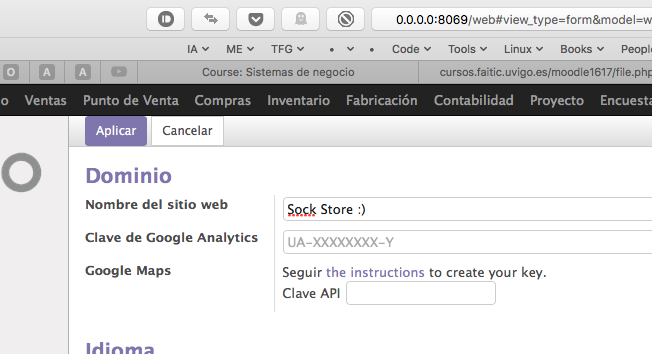 0.0.0.0:8069/web#view_type=form&model=w
IA ME TFG Code Tools Linux Books People
O A A Course: Sistemas de negocio cursos.faitic.uvigo.es/moodle1617/file.php
o Ventas Punto de Venta Compras Inventario Fabricación Contabilidad Proyecto Encuesta
Aplicar Cancelar
Dominio
Nombre del sitio web Sock Store :)
Clave de Google Analytics UA-XXXXXXXX-Y
Google Maps Seguir the instructions to create your key.
Clave API
Idioma